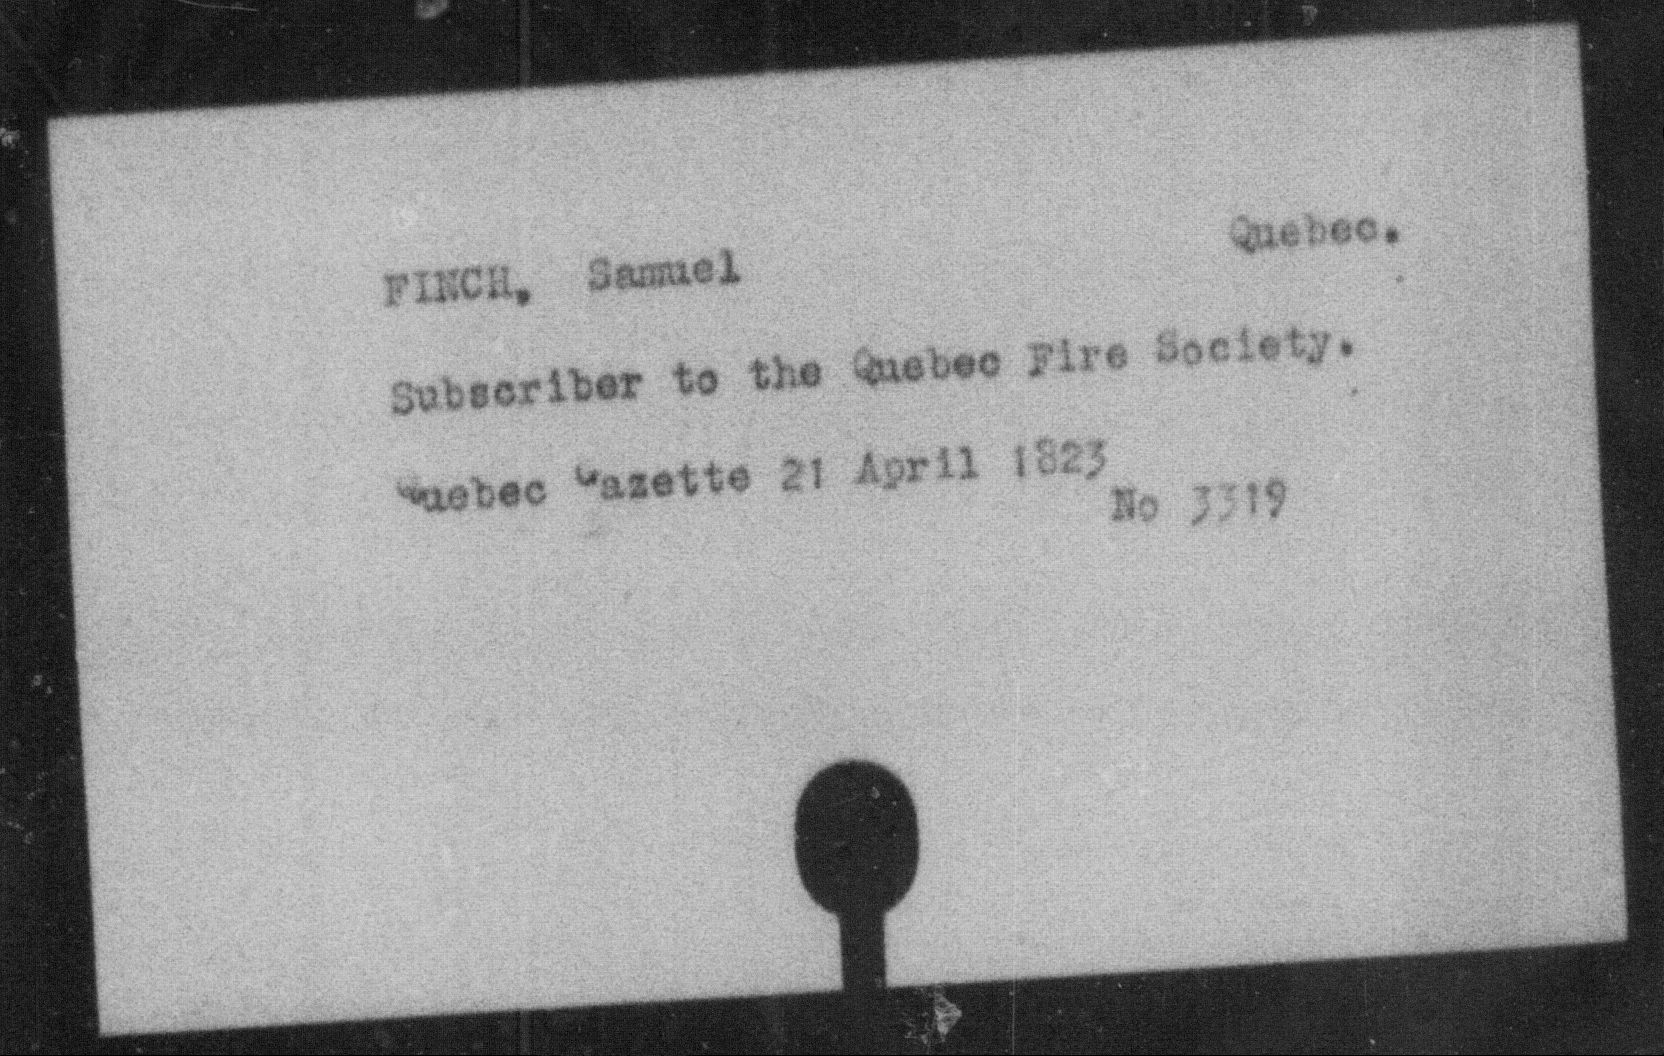 FINCH, Samuel Quebec.
Subscriber to the Quebec Fire Society.
Quebec Gazette 21 April 1823
No 3319